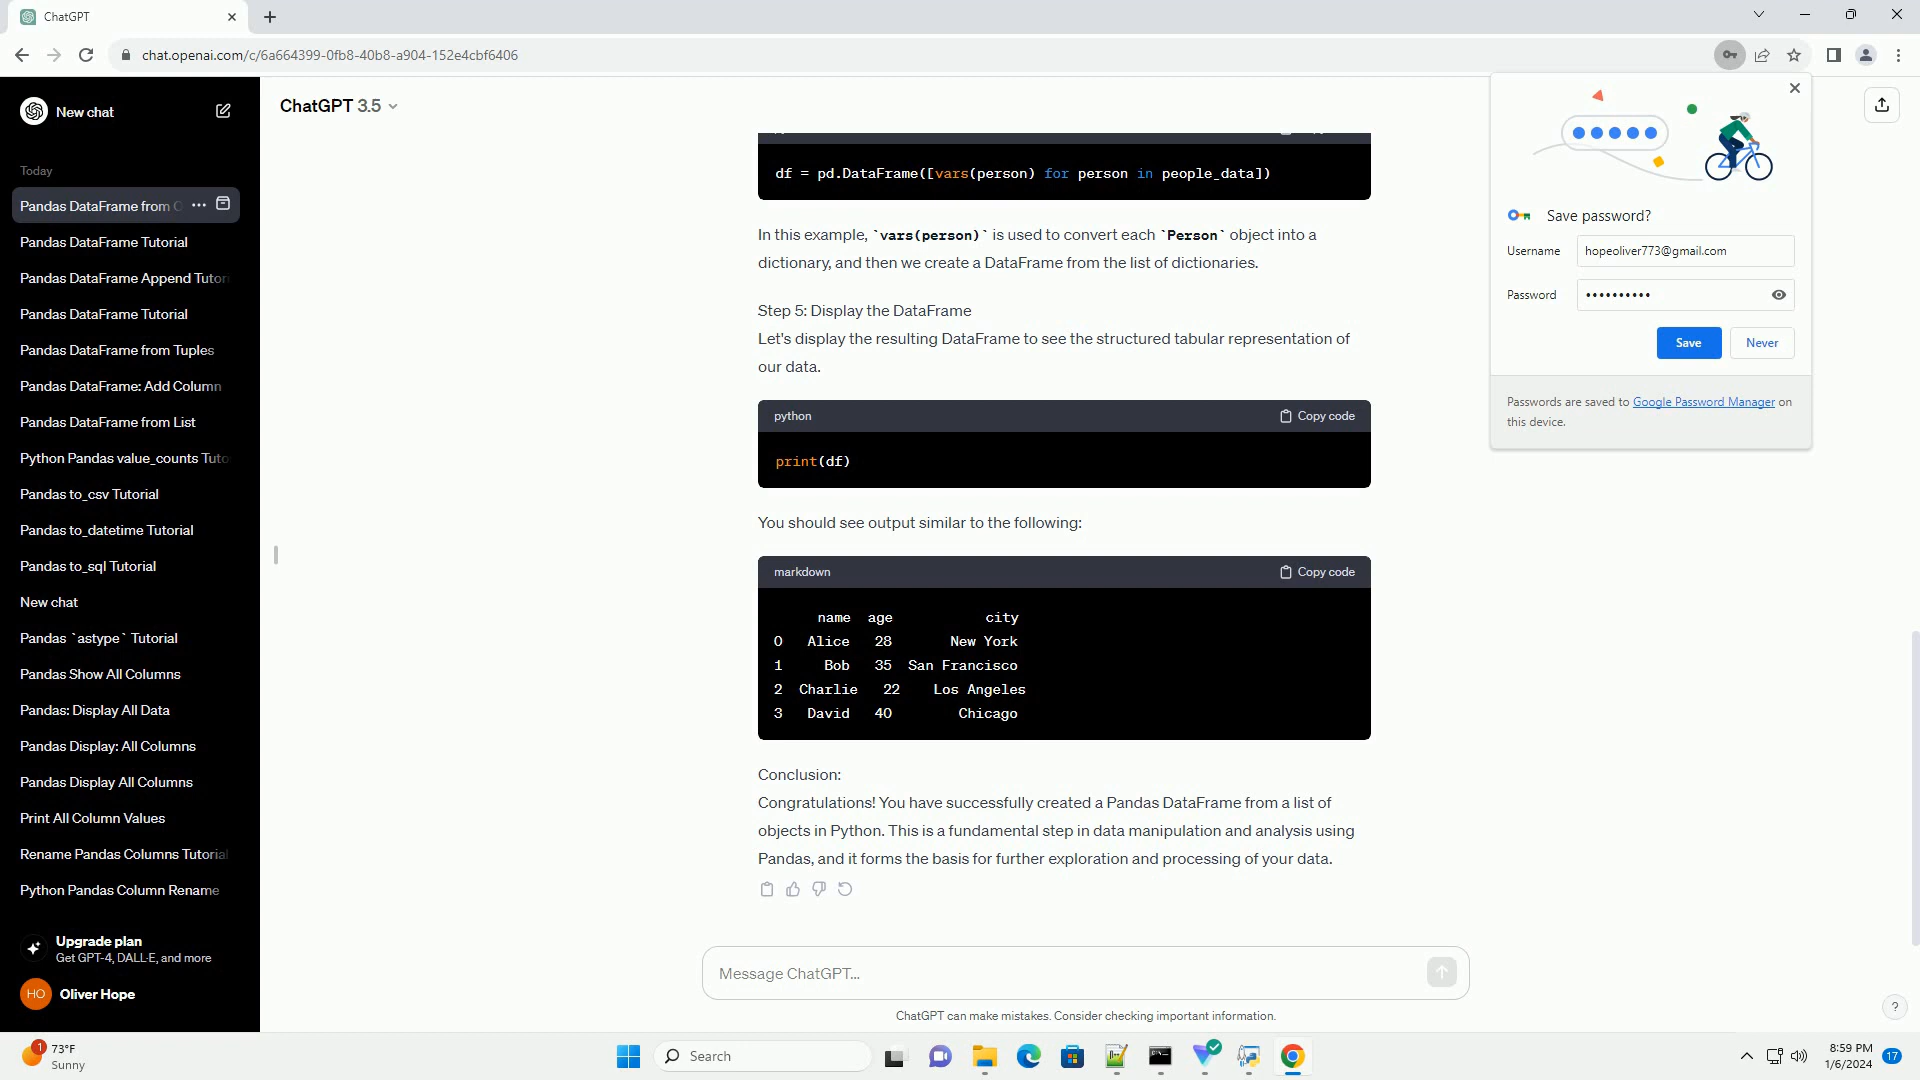 ChatGPT
chat.openai.com/c/6a664399-0fb8-40b8-a904-152e4cbf6406
New chat
Today
Pandas DataFrame from
Pandas DataFrame Tutorial
Pandas DataFrame Append Tutori
Pandas DataFrame Tutorial
Pandas DataFrame from Tuples
Pandas DataFrame: Add Column
Pandas DataFrame from List
Python Pandas value_counts Tuto
Pandas to_csv Tutorial
Pandas to_datetime Tutorial
Pandas to_sql Tutorial
New chat
Pandas `astype` Tutorial
Pandas Show All Columns
Pandas: Display All Data
Pandas Display: All Columns
Pandas Display All Columns
Print All Column Values
Rename Pandas Columns Tutorial
Python Pandas Column Rename
Upgrade plan
Get GPT-4, DALL·E, and more
HO Oliver Hope
ChatGPT 3.5
df = pd.DataFrame([vars(person) for person in people_data])
In this example, `vars(person)` is used to convert each `Person` object into a
dictionary, and then we create a DataFrame from the list of dictionaries.
Step 5: Display the DataFrame
Let's display the resulting DataFrame to see the structured tabular representation of
our data.
python Copy code
print(df)
You should see output similar to the following:
markdown Copy code
name age city
0 Alice 28 New York
1 Bob 35 San Francisco
2 Charlie 22 Los Angeles
3 David 40 Chicago
Conclusion:
Congratulations! You have successfully created a Pandas DataFrame from a list of
objects in Python. This is a fundamental step in data manipulation and analysis using
Pandas, and it forms the basis for further exploration and processing of your data.
Message ChatGPT...
ChatGPT can make mistakes. Consider checking important information.
?
Save password?
Username hopeoliver773@gmail.com
Password ••••••••••
Save Never
Passwords are saved to Google Password Manager on
this device.
1
73°F
Sunny
Search
8:59 PM
1/6/2024
17